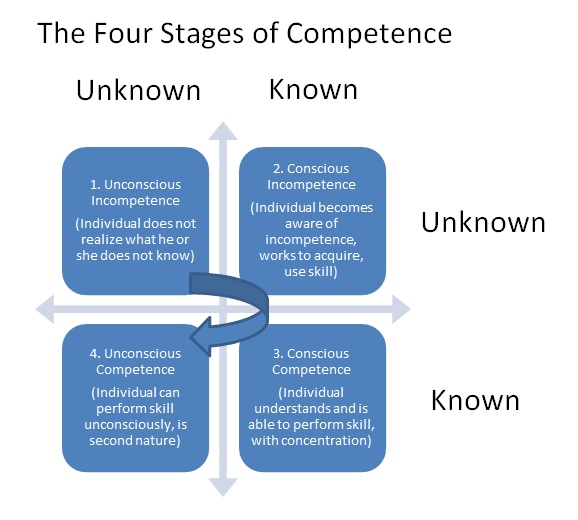 The Four Stages of Competence
Unknown
Known
1. Unconscious
Incompetence
(Individual does not
realize what he or
she does not know)
2. Conscious
Incompetence
(Individual becomes
aware of
incompetence,
works to acquire,
use skill)
Unknown
4. Unconscious
Competence
(Individual can
perform skill
unconsciously, is
second nature)
3. Conscious
Competence
(Individual
understands and is
able to perform skill,
with concentration)
Known